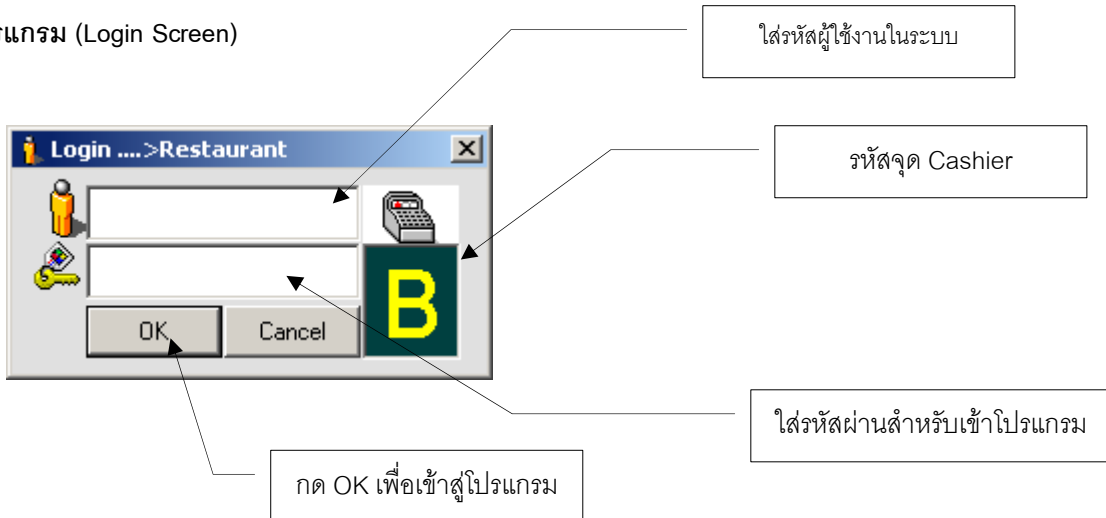 รแกรม (Login Screen)
ใส่รหัสผู้ใช้งานในระบบ
Login ....>Restaurant
รหัสจุด Cashier
B
OK
Cancel
ใส่รหัสผ่านสำหรับเข้าโปรแกรม
กด OK เพื่อเข้าสู่โปรแกรม